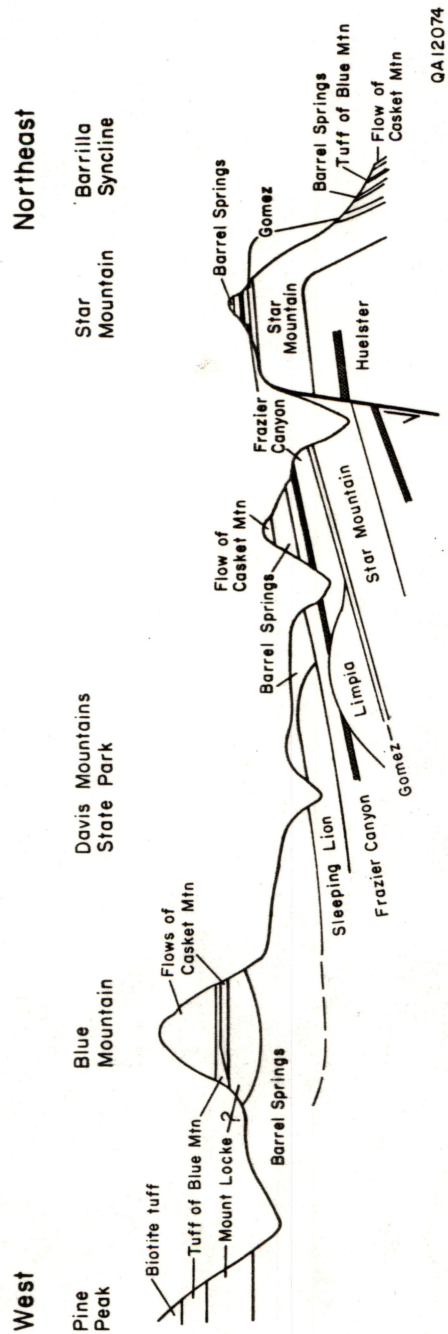 West
Northeast
Pine
Peak
Blue
Mountain
Davis Mountains
State Park
Star
Mountain
Barrilla
Syncline
Biotite tuff
Tuff of Blue Mtn
Mount Locke
?
Barrel Springs
Flows of
Casket Mtn
Sleeping Lion
Frazier Canyon
Gomez
Limpia
Barrel Springs
Flow of
Casket Mtn
Star Mountain
Frazier
Canyon
Huelster
Star
Mountain
Barrel Springs
Gomez
Barrel Springs
Tuff of Blue Mtn
Flow of
Casket Mtn
QA12074